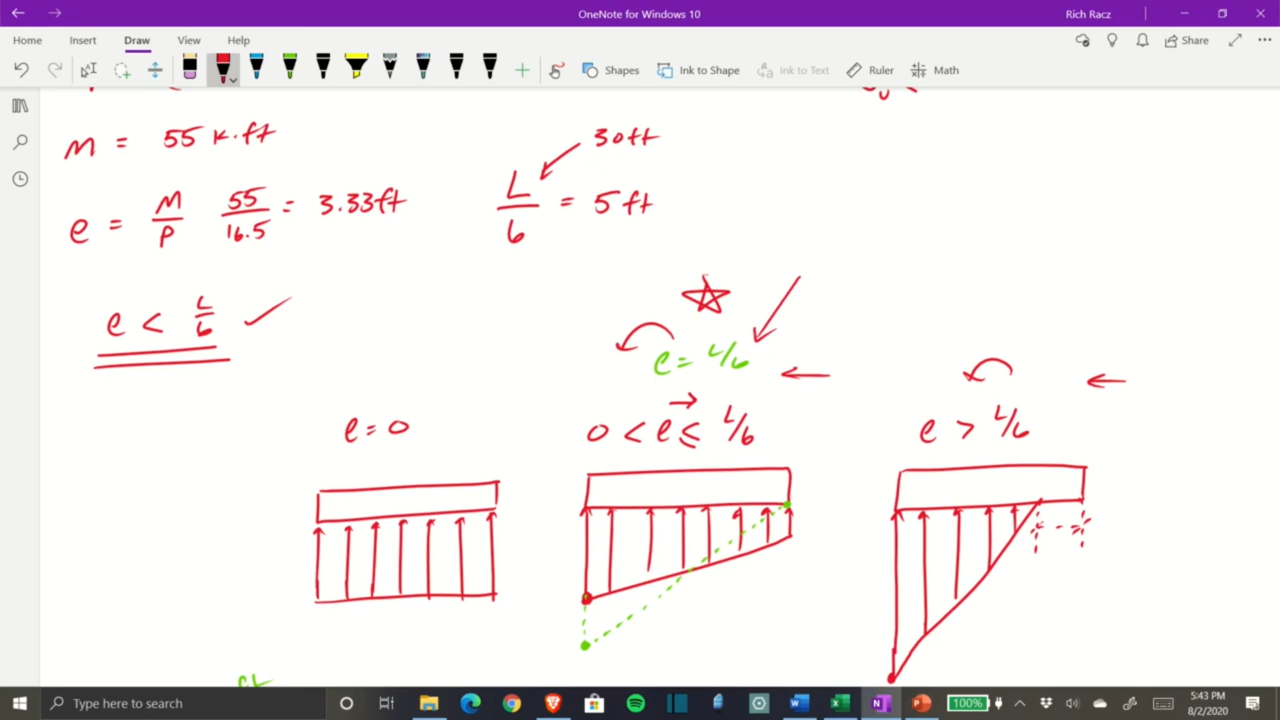 OneNote for Windows 10
Rich Racz
Home Insert Draw View Help
Share
Shapes Ink to Shape Ink to Text Ruler Math
M = 55 K·ft
30ft
e = M/P 55/16.5 = 3.33ft
L/6 = 5 ft
e < L/6 ✓
e = L/6
e = 0
0 < e ≤ L/6
e > L/6
ft
Type here to search
100%
5:43 PM
8/2/2020